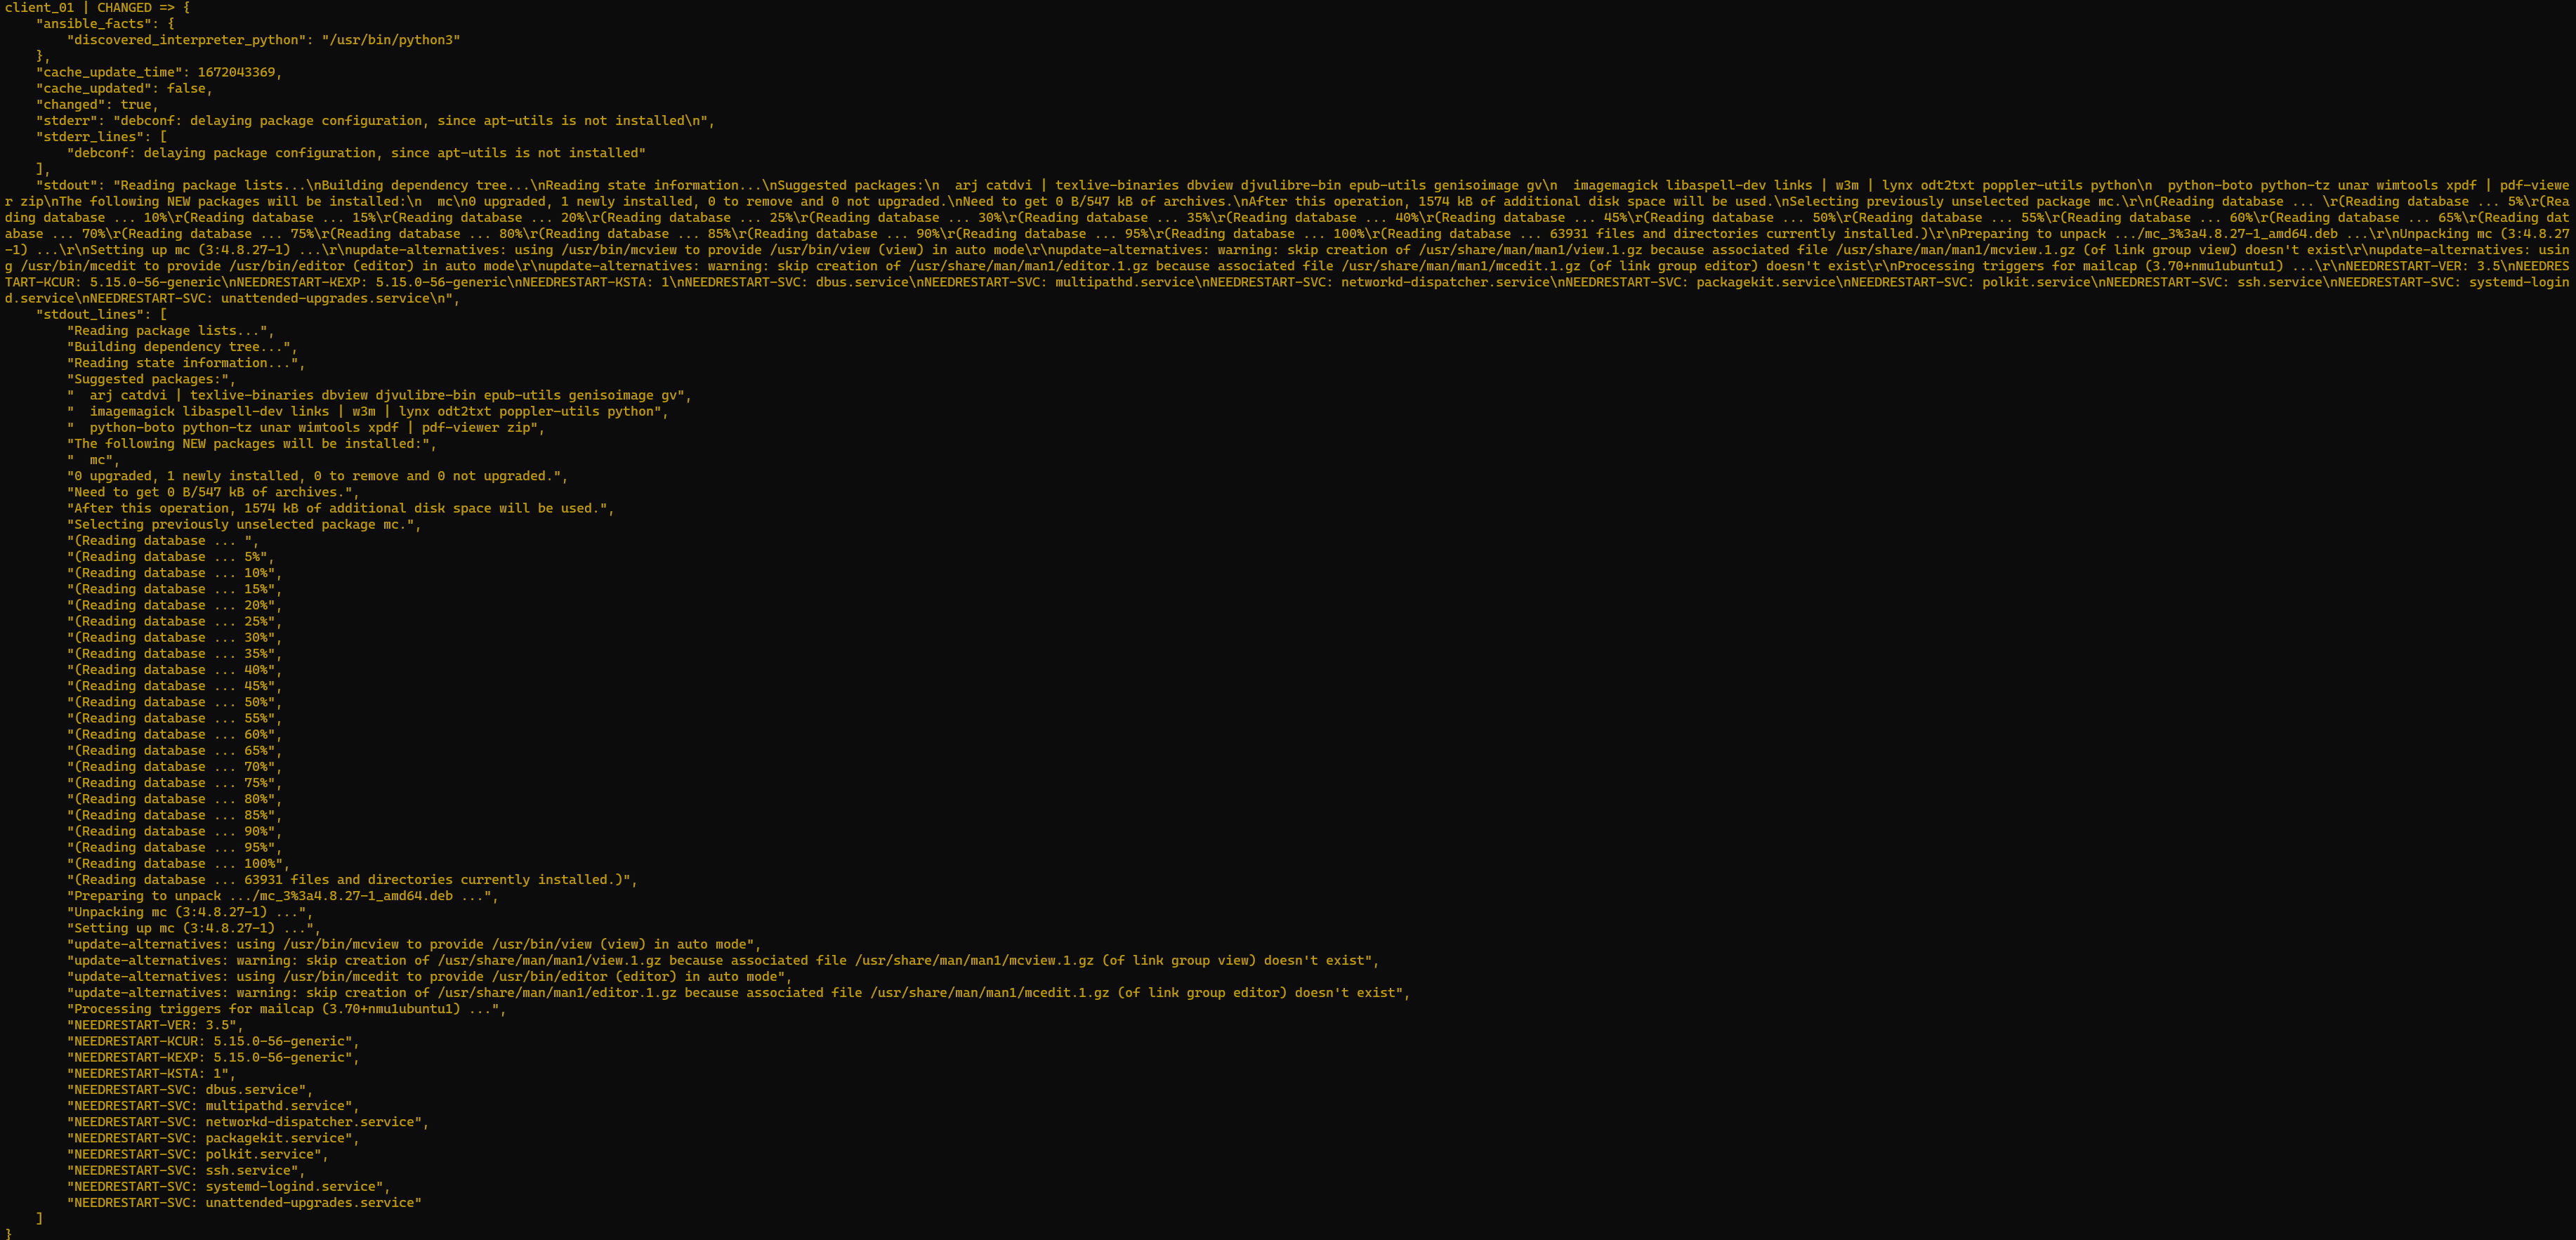 client_01 | CHANGED => {
    "ansible_facts": {
        "discovered_interpreter_python": "/usr/bin/python3"
    },
    "cache_update_time": 1672043369,
    "cache_updated": false,
    "changed": true,
    "stderr": "debconf: delaying package configuration, since apt-utils is not installed\n",
    "stderr_lines": [
        "debconf: delaying package configuration, since apt-utils is not installed"
    ],
    "stdout": "Reading package lists...\nBuilding dependency tree...\nReading state information...\nSuggested packages:\n  arj catdvi | texlive-binaries dbview djvulibre-bin epub-utils genisoimage gv\n  imagemagick libaspell-dev links | w3m | lynx odt2txt poppler-utils python\n  python-boto python-tz unar wimtools xpdf | pdf-viewe
r zip\nThe following NEW packages will be installed:\n  mc\n0 upgraded, 1 newly installed, 0 to remove and 0 not upgraded.\nNeed to get 0 B/547 kB of archives.\nAfter this operation, 1574 kB of additional disk space will be used.\nSelecting previously unselected package mc.\r\n(Reading database ... \r(Reading database ... 5%\r(Rea
ding database ... 10%\r(Reading database ... 15%\r(Reading database ... 20%\r(Reading database ... 25%\r(Reading database ... 30%\r(Reading database ... 35%\r(Reading database ... 40%\r(Reading database ... 45%\r(Reading database ... 50%\r(Reading database ... 55%\r(Reading database ... 60%\r(Reading database ... 65%\r(Reading dat
abase ... 70%\r(Reading database ... 75%\r(Reading database ... 80%\r(Reading database ... 85%\r(Reading database ... 90%\r(Reading database ... 95%\r(Reading database ... 100%\r(Reading database ... 63931 files and directories currently installed.)\r\nPreparing to unpack .../mc_3%3a4.8.27-1_amd64.deb ...\r\nUnpacking mc (3:4.8.27
-1) ...\r\nSetting up mc (3:4.8.27-1) ...\r\nupdate-alternatives: using /usr/bin/mcview to provide /usr/bin/view (view) in auto mode\r\nupdate-alternatives: warning: skip creation of /usr/share/man/man1/view.1.gz because associated file /usr/share/man/man1/mcview.1.gz (of link group view) doesn't exist\r\nupdate-alternatives: usin
g /usr/bin/mcedit to provide /usr/bin/editor (editor) in auto mode\r\nupdate-alternatives: warning: skip creation of /usr/share/man/man1/editor.1.gz because associated file /usr/share/man/man1/mcedit.1.gz (of link group editor) doesn't exist\r\nProcessing triggers for mailcap (3.70+nmu1ubuntu1) ...\r\nNEEDRESTART-VER: 3.5\nNEEDRES
TART-KCUR: 5.15.0-56-generic\nNEEDRESTART-KEXP: 5.15.0-56-generic\nNEEDRESTART-KSTA: 1\nNEEDRESTART-SVC: dbus.service\nNEEDRESTART-SVC: multipathd.service\nNEEDRESTART-SVC: networkd-dispatcher.service\nNEEDRESTART-SVC: packagekit.service\nNEEDRESTART-SVC: polkit.service\nNEEDRESTART-SVC: ssh.service\nNEEDRESTART-SVC: systemd-login
d.service\nNEEDRESTART-SVC: unattended-upgrades.service\n",
    "stdout_lines": [
        "Reading package lists...",
        "Building dependency tree...",
        "Reading state information...",
        "Suggested packages:",
        "  arj catdvi | texlive-binaries dbview djvulibre-bin epub-utils genisoimage gv",
        "  imagemagick libaspell-dev links | w3m | lynx odt2txt poppler-utils python",
        "  python-boto python-tz unar wimtools xpdf | pdf-viewer zip",
        "The following NEW packages will be installed:",
        "  mc",
        "0 upgraded, 1 newly installed, 0 to remove and 0 not upgraded.",
        "Need to get 0 B/547 kB of archives.",
        "After this operation, 1574 kB of additional disk space will be used.",
        "Selecting previously unselected package mc.",
        "(Reading database ... ",
        "(Reading database ... 5%",
        "(Reading database ... 10%",
        "(Reading database ... 15%",
        "(Reading database ... 20%",
        "(Reading database ... 25%",
        "(Reading database ... 30%",
        "(Reading database ... 35%",
        "(Reading database ... 40%",
        "(Reading database ... 45%",
        "(Reading database ... 50%",
        "(Reading database ... 55%",
        "(Reading database ... 60%",
        "(Reading database ... 65%",
        "(Reading database ... 70%",
        "(Reading database ... 75%",
        "(Reading database ... 80%",
        "(Reading database ... 85%",
        "(Reading database ... 90%",
        "(Reading database ... 95%",
        "(Reading database ... 100%",
        "(Reading database ... 63931 files and directories currently installed.)",
        "Preparing to unpack .../mc_3%3a4.8.27-1_amd64.deb ...",
        "Unpacking mc (3:4.8.27-1) ...",
        "Setting up mc (3:4.8.27-1) ...",
        "update-alternatives: using /usr/bin/mcview to provide /usr/bin/view (view) in auto mode",
        "update-alternatives: warning: skip creation of /usr/share/man/man1/view.1.gz because associated file /usr/share/man/man1/mcview.1.gz (of link group view) doesn't exist",
        "update-alternatives: using /usr/bin/mcedit to provide /usr/bin/editor (editor) in auto mode",
        "update-alternatives: warning: skip creation of /usr/share/man/man1/editor.1.gz because associated file /usr/share/man/man1/mcedit.1.gz (of link group editor) doesn't exist",
        "Processing triggers for mailcap (3.70+nmu1ubuntu1) ...",
        "NEEDRESTART-VER: 3.5",
        "NEEDRESTART-KCUR: 5.15.0-56-generic",
        "NEEDRESTART-KEXP: 5.15.0-56-generic",
        "NEEDRESTART-KSTA: 1",
        "NEEDRESTART-SVC: dbus.service",
        "NEEDRESTART-SVC: multipathd.service",
        "NEEDRESTART-SVC: networkd-dispatcher.service",
        "NEEDRESTART-SVC: packagekit.service",
        "NEEDRESTART-SVC: polkit.service",
        "NEEDRESTART-SVC: ssh.service",
        "NEEDRESTART-SVC: systemd-logind.service",
        "NEEDRESTART-SVC: unattended-upgrades.service"
    ]
}